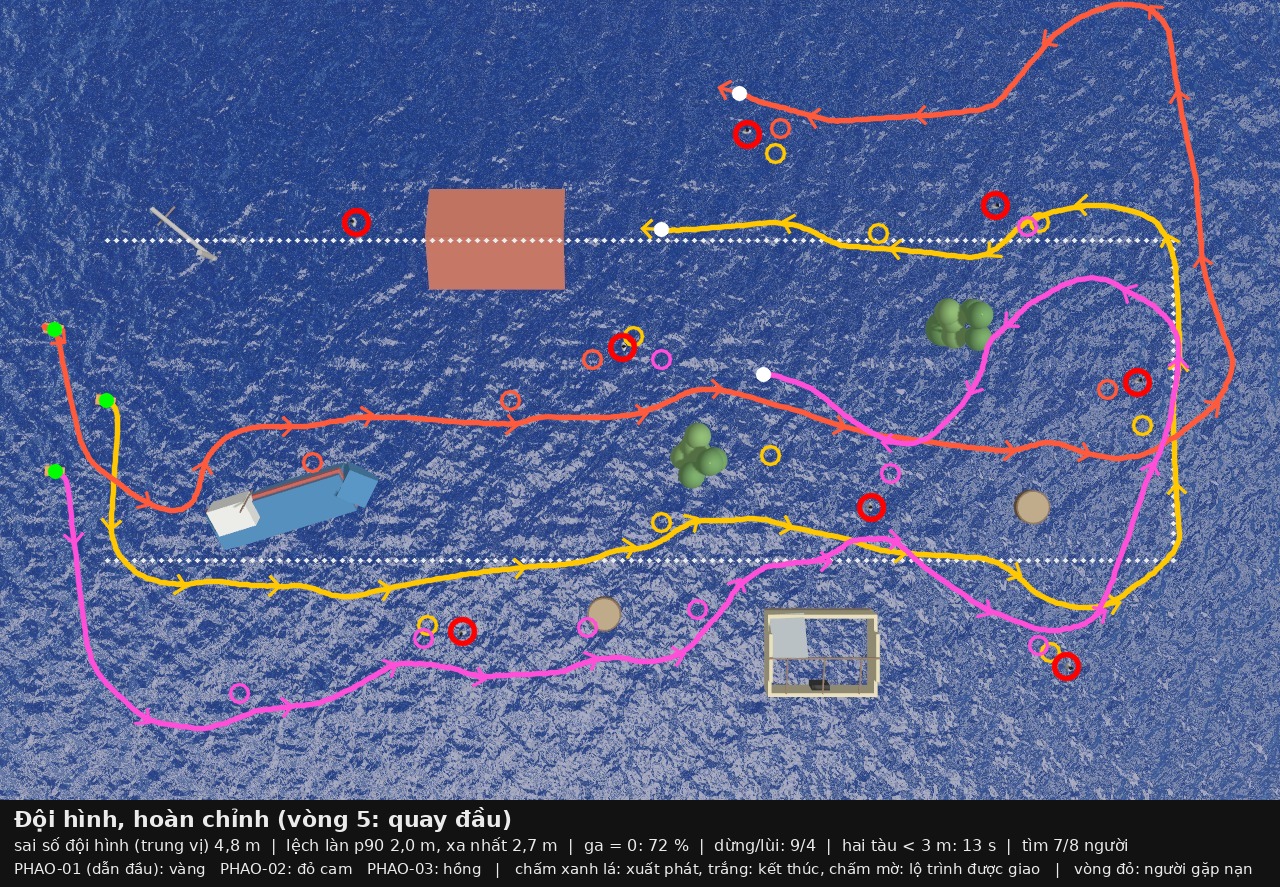 Đội hình, hoàn chỉnh (vòng 5: quay đầu)
sai số đội hình (trung vị) 4,8 m | lệch làn p90 2,0 m, xa nhất 2,7 m | ga = 0: 72 % | dừng/lùi: 9/4 | hai tàu < 3 m: 13 s | tìm 7/8 người
PHAO-01 (dẫn đầu): vàng PHAO-02: đỏ cam PHAO-03: hồng | chấm xanh lá: xuất phát, trắng: kết thúc, chấm mờ: lộ trình được giao | vòng đỏ: người gặp nạn